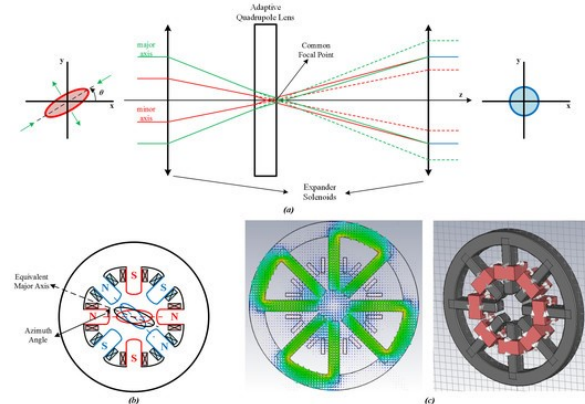 Adaptive
Quadrupole Lens
Common
Focal Point
major
axis
minor
axis
y
θ
x
z
y
x
Expander
Solenoids
(a)
Equivalent
Major Axis
Azimuth
Angle
S
N
N
S
S
N
N
N
N
S
(b)
(c)